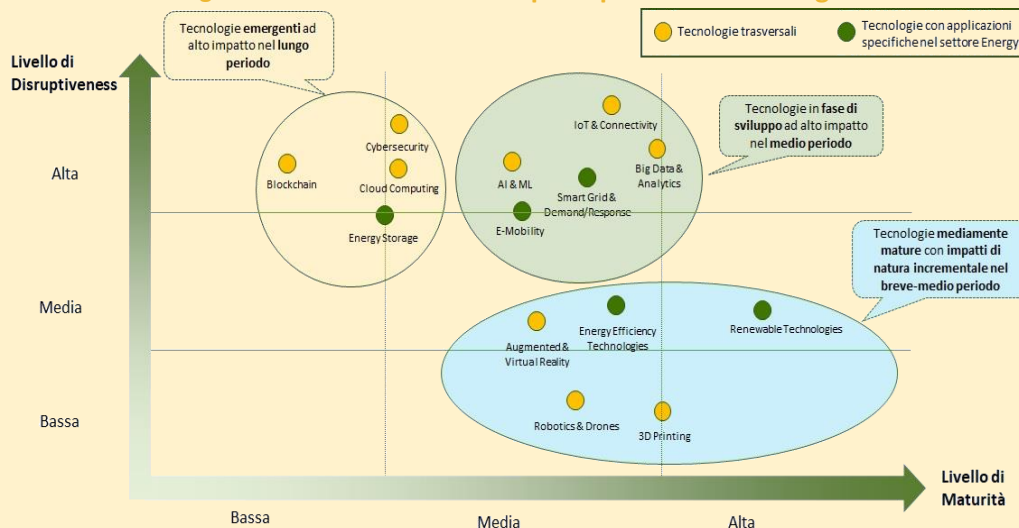 Tecnologie emergenti ad
alto impatto nel lungo
periodo
Tecnologie trasversali
Tecnologie con applicazioni
specifiche nel settore Energy
Livello di
Disruptiveness
Tecnologie in fase di
sviluppo ad alto impatto
nel medio periodo
IoT & Connectivity
Cybersecurity
Big Data &
Analytics
Alta
Blockchain
Cloud Computing
AI & ML
Smart Grid &
Demand/Response
E-Mobility
Energy Storage
Tecnologie mediamente
mature con impatti di
natura incrementale nel
breve-medio periodo
Media
Augmented &
Virtual Reality
Energy Efficiency
Technologies
Renewable Technologies
Bassa
Robotics & Drones
3D Printing
Livello di
Maturità
Bassa
Media
Alta